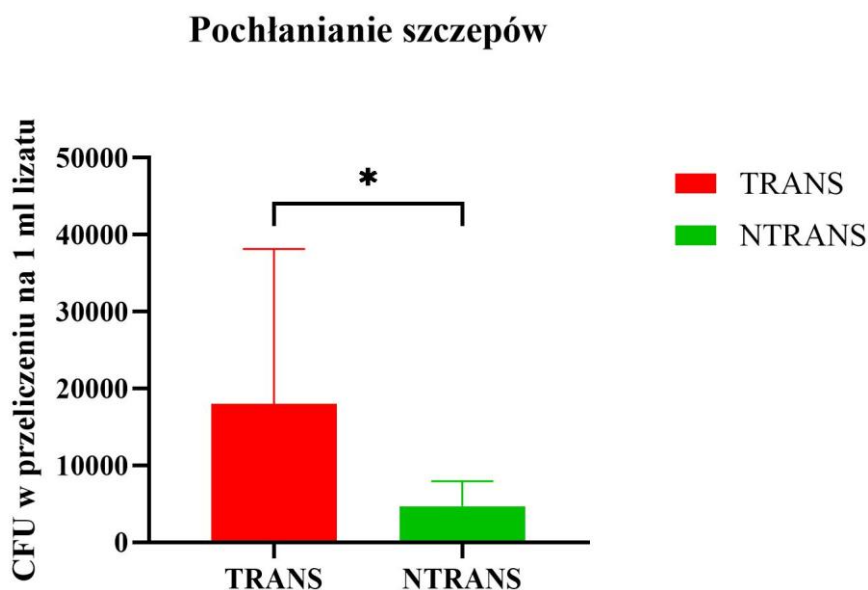 Pochłanianie szczepów
CFU w przeliczeniu na 1 ml lizatu
50000
40000
30000
20000
10000
0
*
TRANS
NTRANS
TRANS
NTRANS